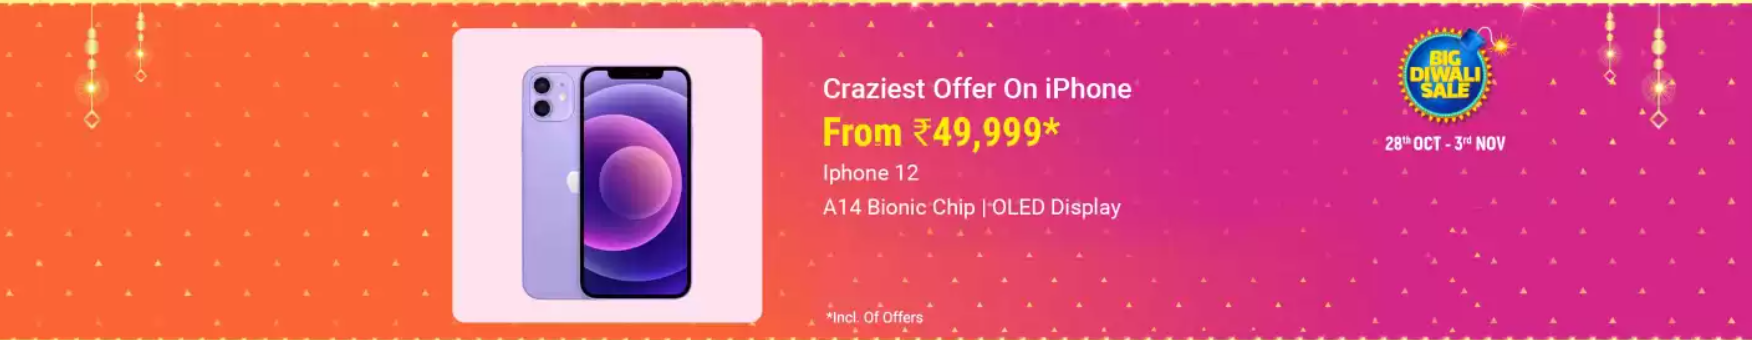 Craziest Offer On iPhone
From ₹49,999*
Iphone 12
A14 Bionic Chip | OLED Display
*Incl. Of Offers
BIG
DIWALI
SALE
28th OCT - 3rd NOV